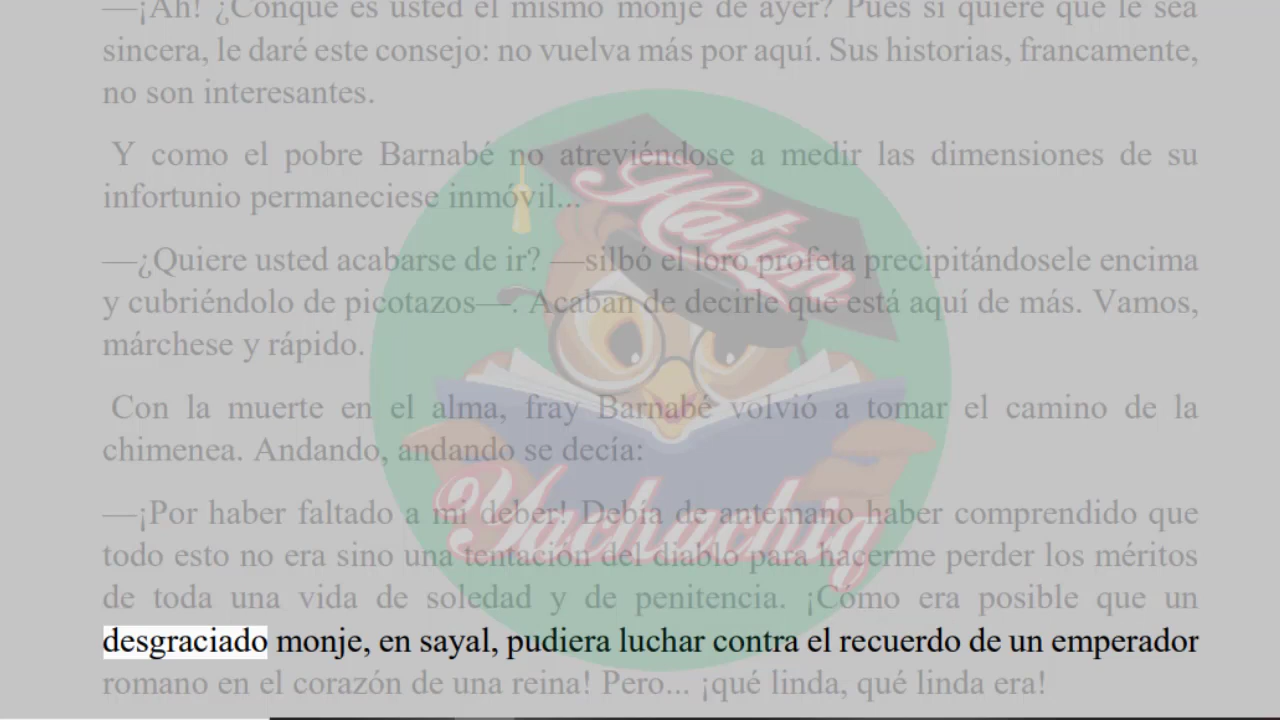 —¡Ah! ¿Conque es usted el mismo monje de ayer? Pues si quiere que le sea
sincera, le daré este consejo: no vuelva más por aquí. Sus historias, francamente,
no son interesantes.
Y como el pobre Barnabé no atreviéndose a medir las dimensiones de su
infortunio permaneciese inmóvil...
—¿Quiere usted acabarse de ir? —silbó el loro profeta precipitándosele encima
y cubriéndolo de picotazos—. Acaban de decirle que está aquí de más. Vamos,
márchese y rápido.
Con la muerte en el alma, fray Barnabé volvió a tomar el camino de la
chimenea. Andando, andando se decía:
—¡Por haber faltado a mi deber! Debía de antemano haber comprendido que
todo esto no era sino una tentación del diablo para hacerme perder los méritos
de toda una vida de soledad y de penitencia. ¡Cómo era posible que un
desgraciado monje, en sayal, pudiera luchar contra el recuerdo de un emperador
romano en el corazón de una reina! Pero... ¡qué linda, qué linda era!
Hatun
Yachachiq